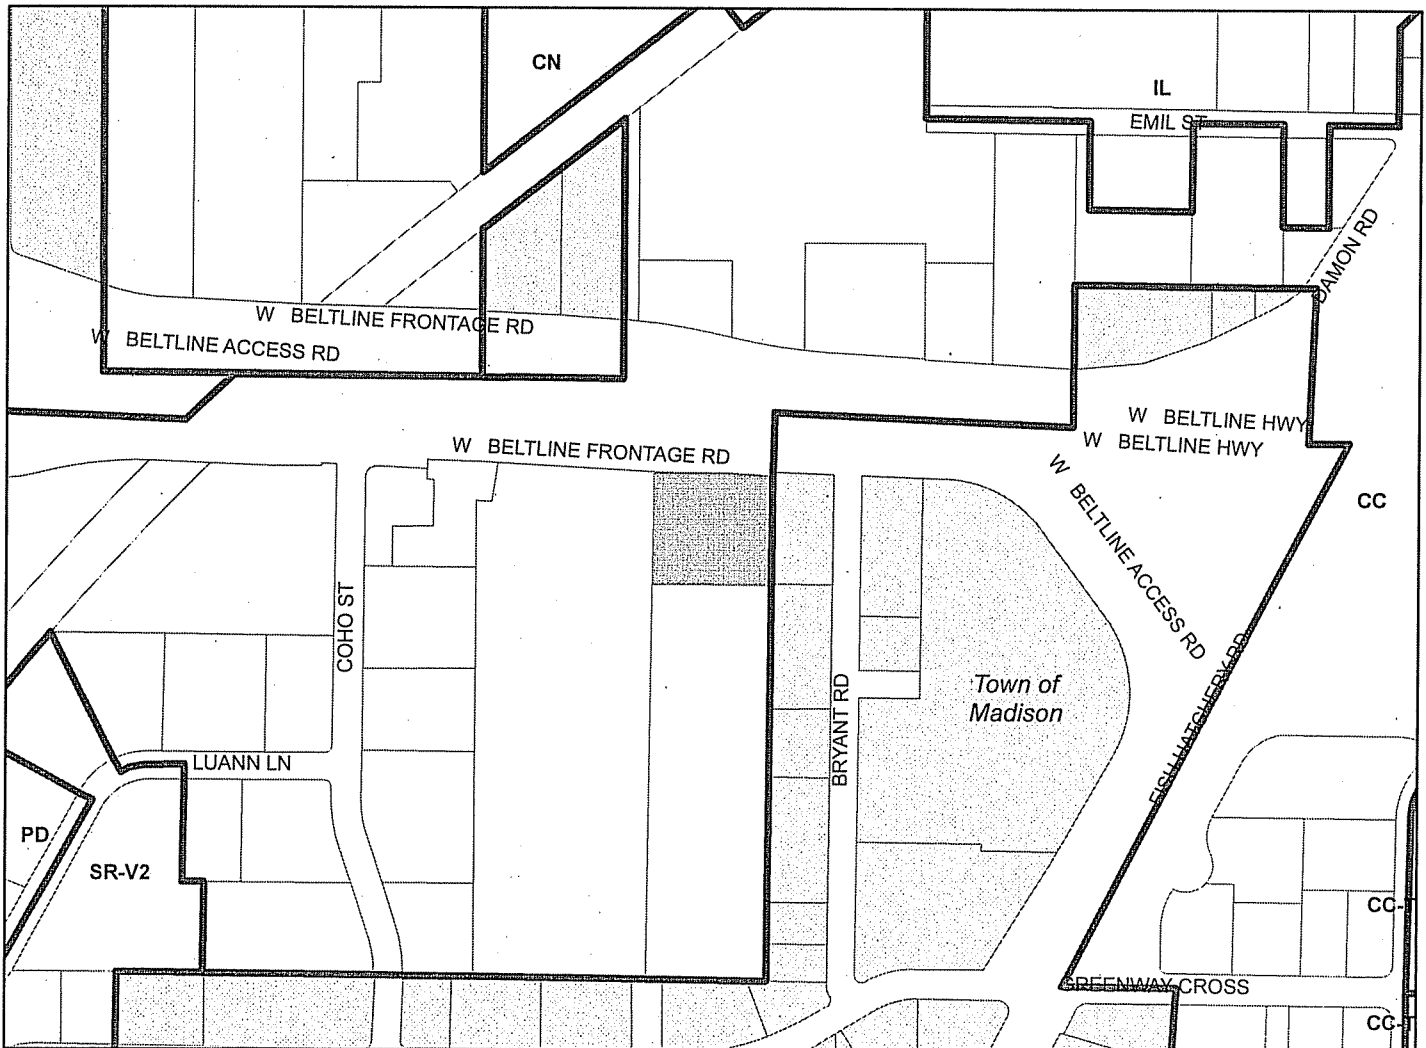 CN
IL
EMIL ST
DAMON RD
W BELTLINE FRONTAGE RD
W BELTLINE ACCESS RD
W BELTLINE HWY
W BELTLINE HWY
W BELTLINE FRONTAGE RD
W BELTLINE ACCESS RD
CC
COHO ST
Town of
Madison
BRYANT RD
FISH HATCHERY RD
LUANN LN
PD
SR-V2
CC-T
GREENWAY CROSS
CC-T